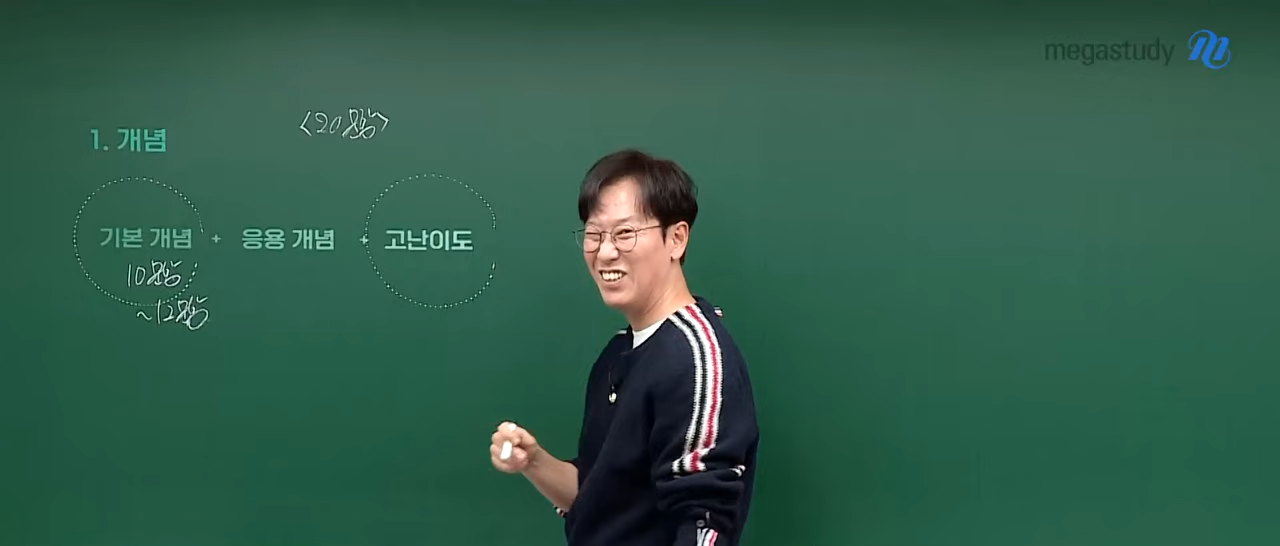 megastudy
<20문항>
1. 개념
기본 개념 + 응용 개념 + 고난이도
10문항
~12문항